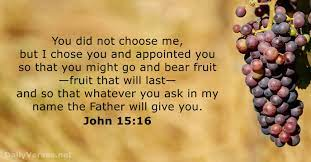 You did not choose me,
but I chose you and appointed you
so that you might go and bear fruit
—fruit that will last—
and so that whatever you ask in my
name the Father will give you.
John 15:16
DailyVerses.net